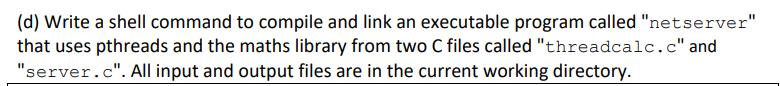 (d) Write a shell command to compile and link an executable program called "netserver"
that uses pthreads and the maths library from two C files called "threadcalc.c" and
"server.c". All input and output files are in the current working directory.